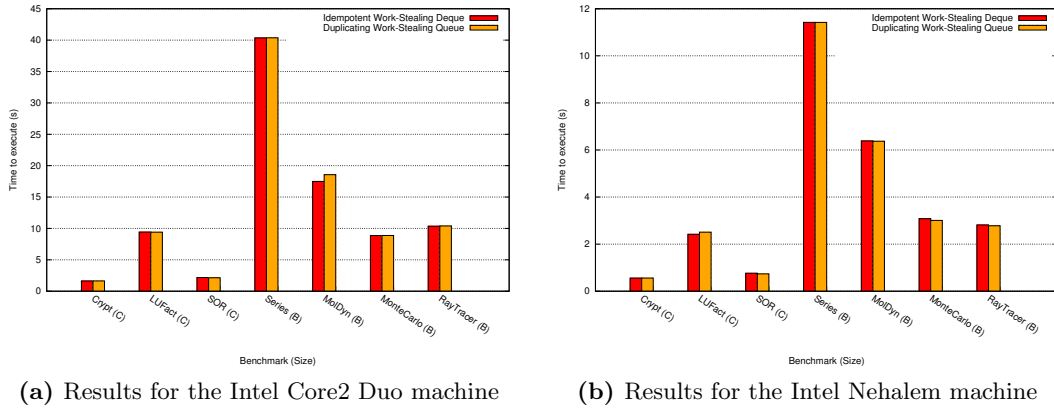 45
40
35
30
25
20
15
10
5
0
Time to execute (s)
Idempotent Work-Stealing Deque
Duplicating Work-Stealing Queue
Crypt (C)
LUFact (C)
SOR (C)
Series (B)
MolDyn (B)
MonteCarlo (B)
RayTracer (B)
Benchmark (Size)
(a) Results for the Intel Core2 Duo machine
12
10
8
6
4
2
0
Time to execute (s)
Idempotent Work-Stealing Deque
Duplicating Work-Stealing Queue
Crypt (C)
LUFact (C)
SOR (C)
Series (B)
MolDyn (B)
MonteCarlo (B)
RayTracer (B)
Benchmark (Size)
(b) Results for the Intel Nehalem machine